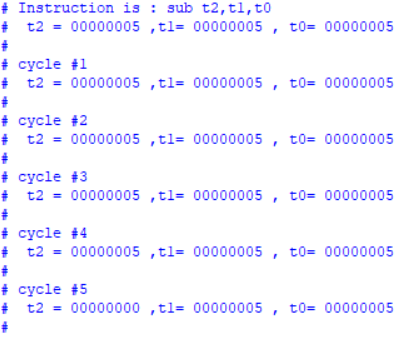 # Instruction is : sub t2,t1,t0
#  t2 = 00000005 ,t1= 00000005 , t0= 00000005
#
# cycle #1
#  t2 = 00000005 ,t1= 00000005 , t0= 00000005
#
# cycle #2
#  t2 = 00000005 ,t1= 00000005 , t0= 00000005
#
# cycle #3
#  t2 = 00000005 ,t1= 00000005 , t0= 00000005
#
# cycle #4
#  t2 = 00000005 ,t1= 00000005 , t0= 00000005
#
# cycle #5
#  t2 = 00000000 ,t1= 00000005 , t0= 00000005
#